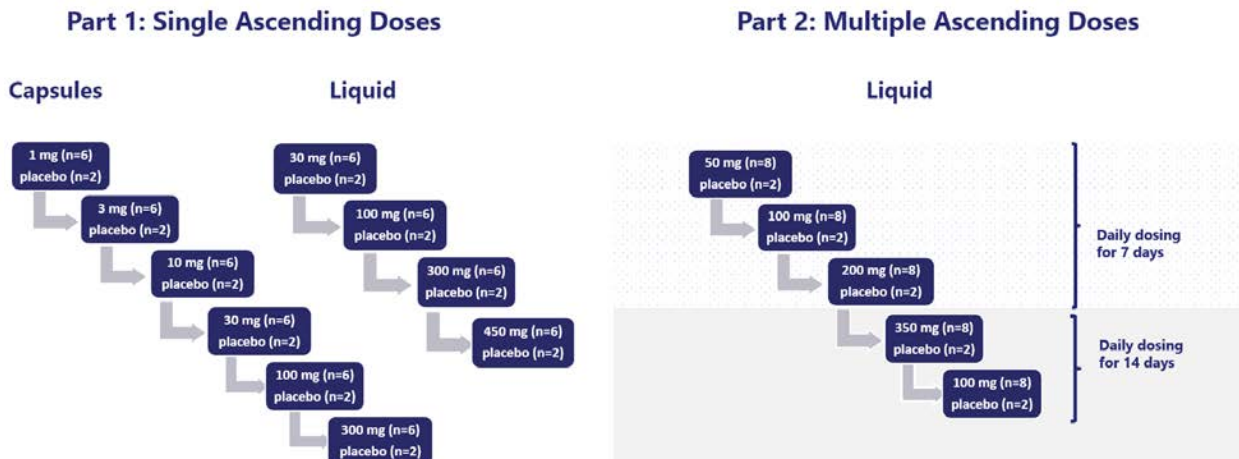 Part 1: Single Ascending Doses
Capsules
1 mg (n=6)
placebo (n=2)
3 mg (n=6)
placebo (n=2)
10 mg (n=6)
placebo (n=2)
30 mg (n=6)
placebo (n=2)
100 mg (n=6)
placebo (n=2)
300 mg (n=6)
placebo (n=2)
Liquid
30 mg (n=6)
placebo (n=2)
100 mg (n=6)
placebo (n=2)
300 mg (n=6)
placebo (n=2)
450 mg (n=6)
placebo (n=2)
Part 2: Multiple Ascending Doses
Liquid
50 mg (n=8)
placebo (n=2)
100 mg (n=8)
placebo (n=2)
200 mg (n=8)
placebo (n=2)
Daily dosing
for 7 days
350 mg (n=8)
placebo (n=2)
100 mg (n=8)
placebo (n=2)
Daily dosing
for 14 days